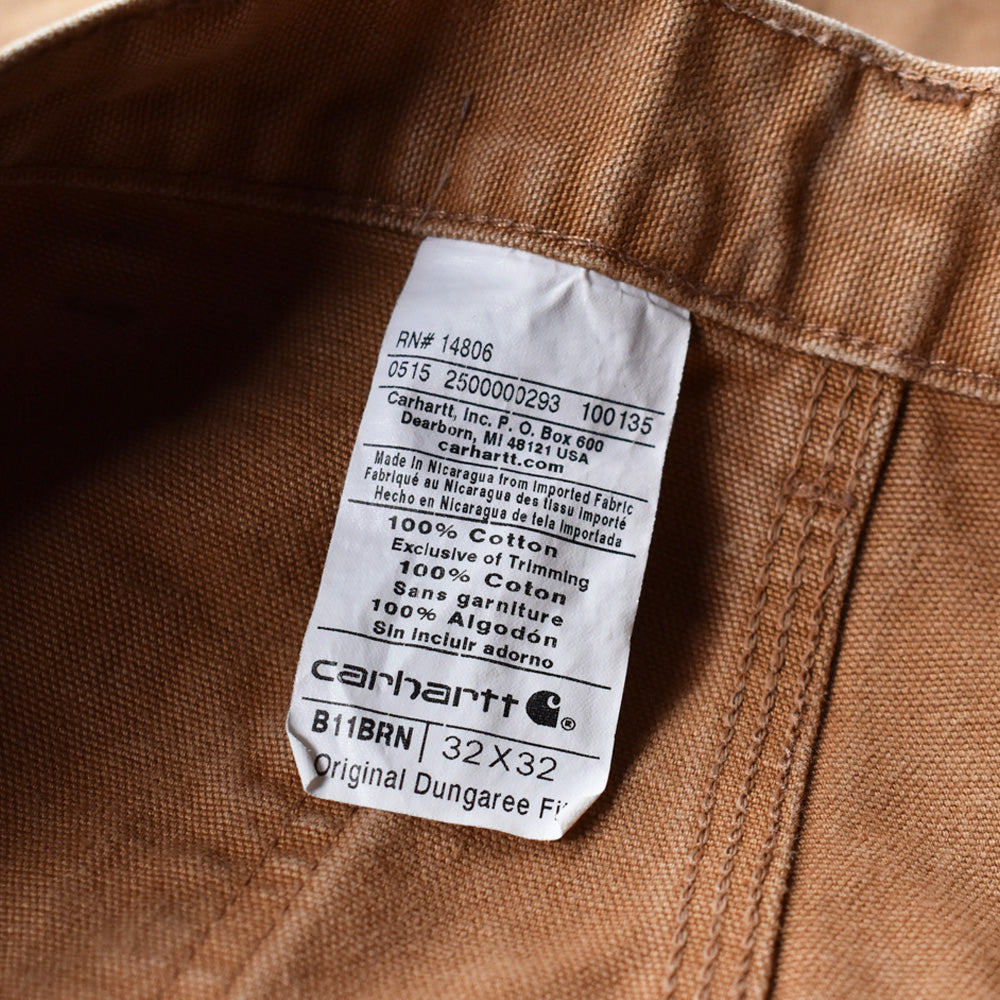 RN# 14806
0515 2500000293 100135
Carhartt, Inc. P. O. Box 600
Dearborn, MI 48121 USA
carhartt.com
Made in Nicaragua from Imported Fabric
Fabriqué au Nicaragua des tissu importé
Hecho en Nicaragua de tela importada
100% Cotton
Exclusive of Trimming
100% Coton
Sans garniture
100% Algodón
Sin incluir adorno
carhartt ®
B11BRN | 32X32
Original Dungaree Fit